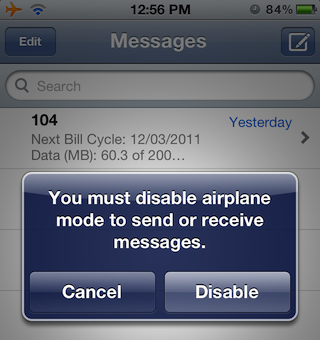 12:56 PM 84%
Edit Messages
Search
104 Yesterday
Next Bill Cycle: 12/03/2011
Data (MB): 60.3 of 200...
You must disable airplane
mode to send or receive
messages.
Cancel Disable